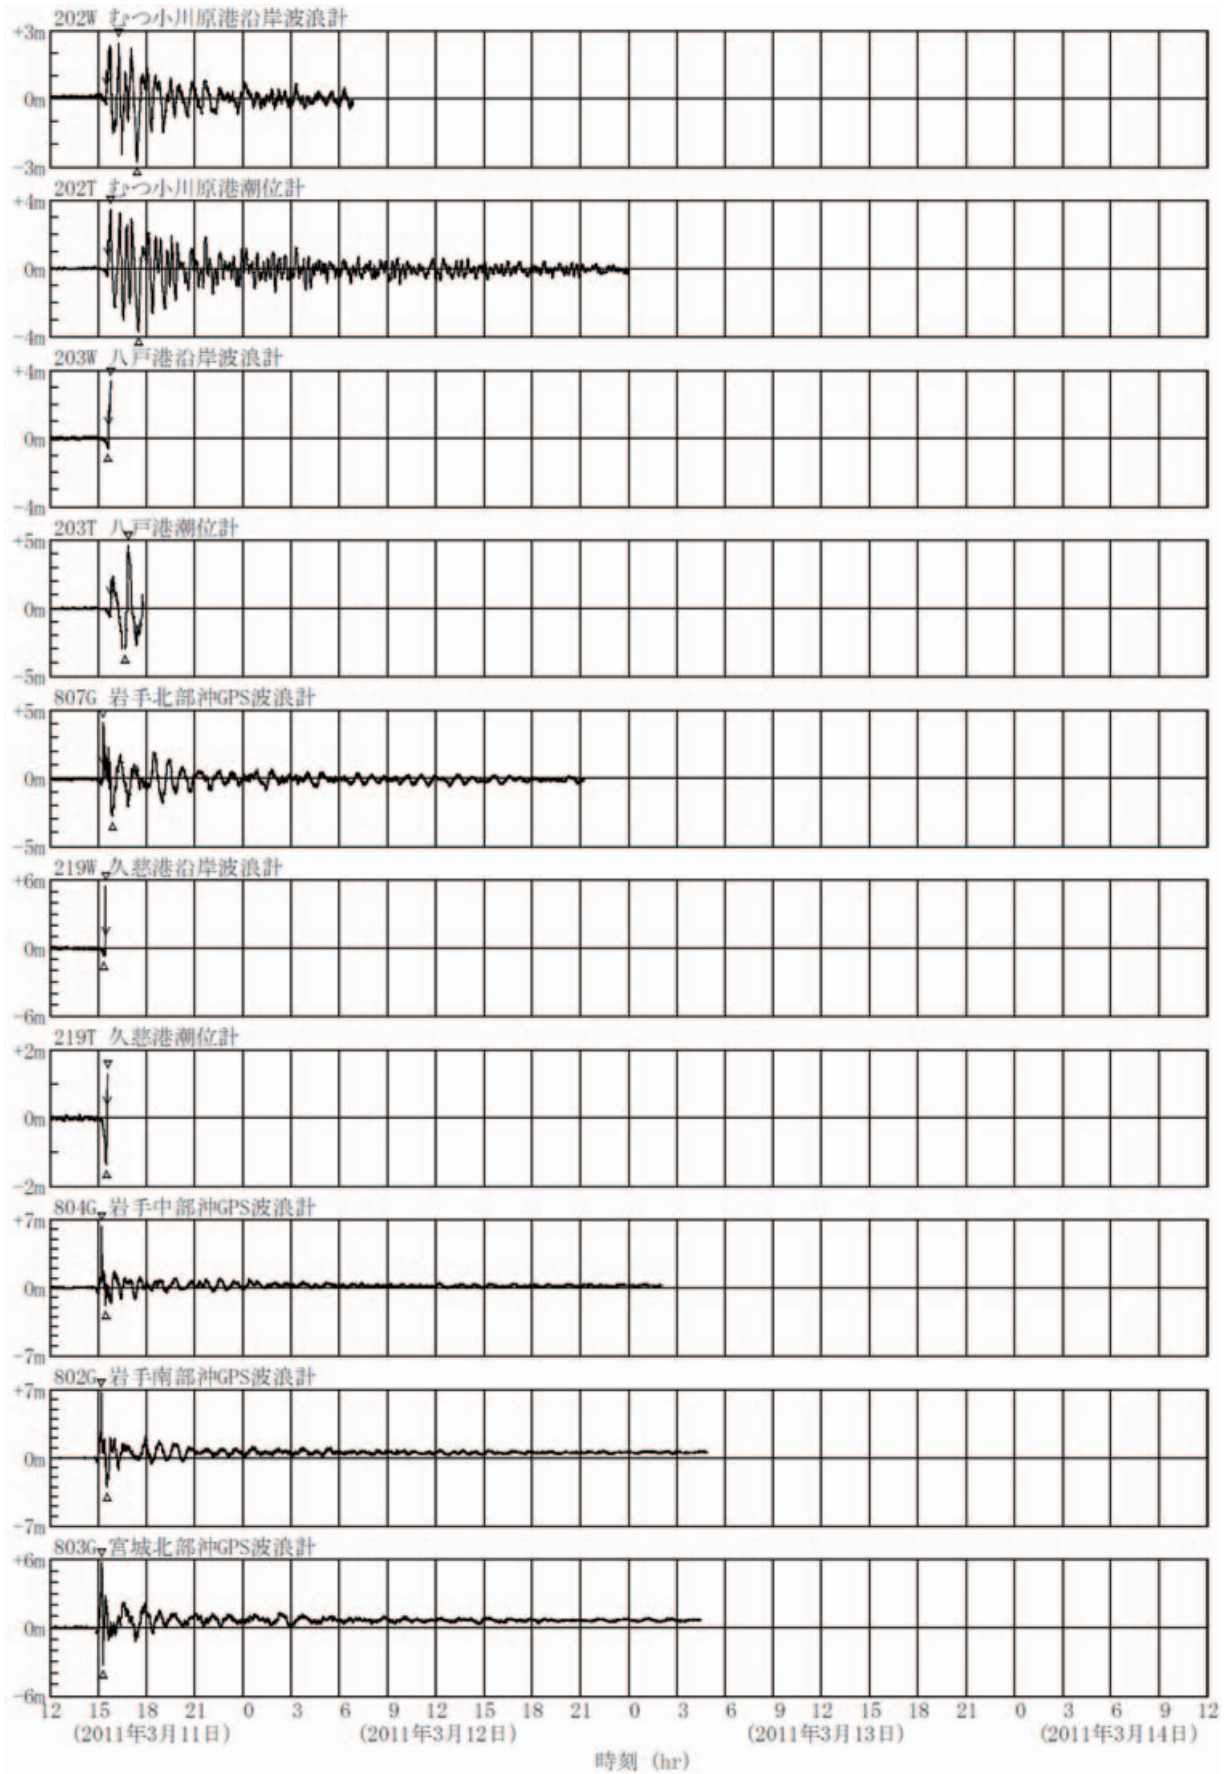 202W むつ小川原港沿岸波浪計
+3m
0m
-3m
202T むつ小川原港潮位計
+4m
0m
-4m
203W 八戸港沿岸波浪計
+4m
0m
-4m
203T 八戸港潮位計
+5m
0m
-5m
807G 岩手北部沖GPS波浪計
+5m
0m
-5m
219W 久慈港沿岸波浪計
+6m
0m
-6m
219T 久慈港潮位計
+2m
0m
-2m
804G 岩手中部沖GPS波浪計
+7m
0m
-7m
802G 岩手南部沖GPS波浪計
+7m
0m
-7m
803G 宮城北部沖GPS波浪計
+6m
0m
-6m
12 15 18 21 0 3 6 9 12 15 18 21 0 3 6 9 12 15 18 21 0 3 6 9 12
(2011年3月11日) (2011年3月12日) (2011年3月13日) (2011年3月14日)
時刻 (hr)